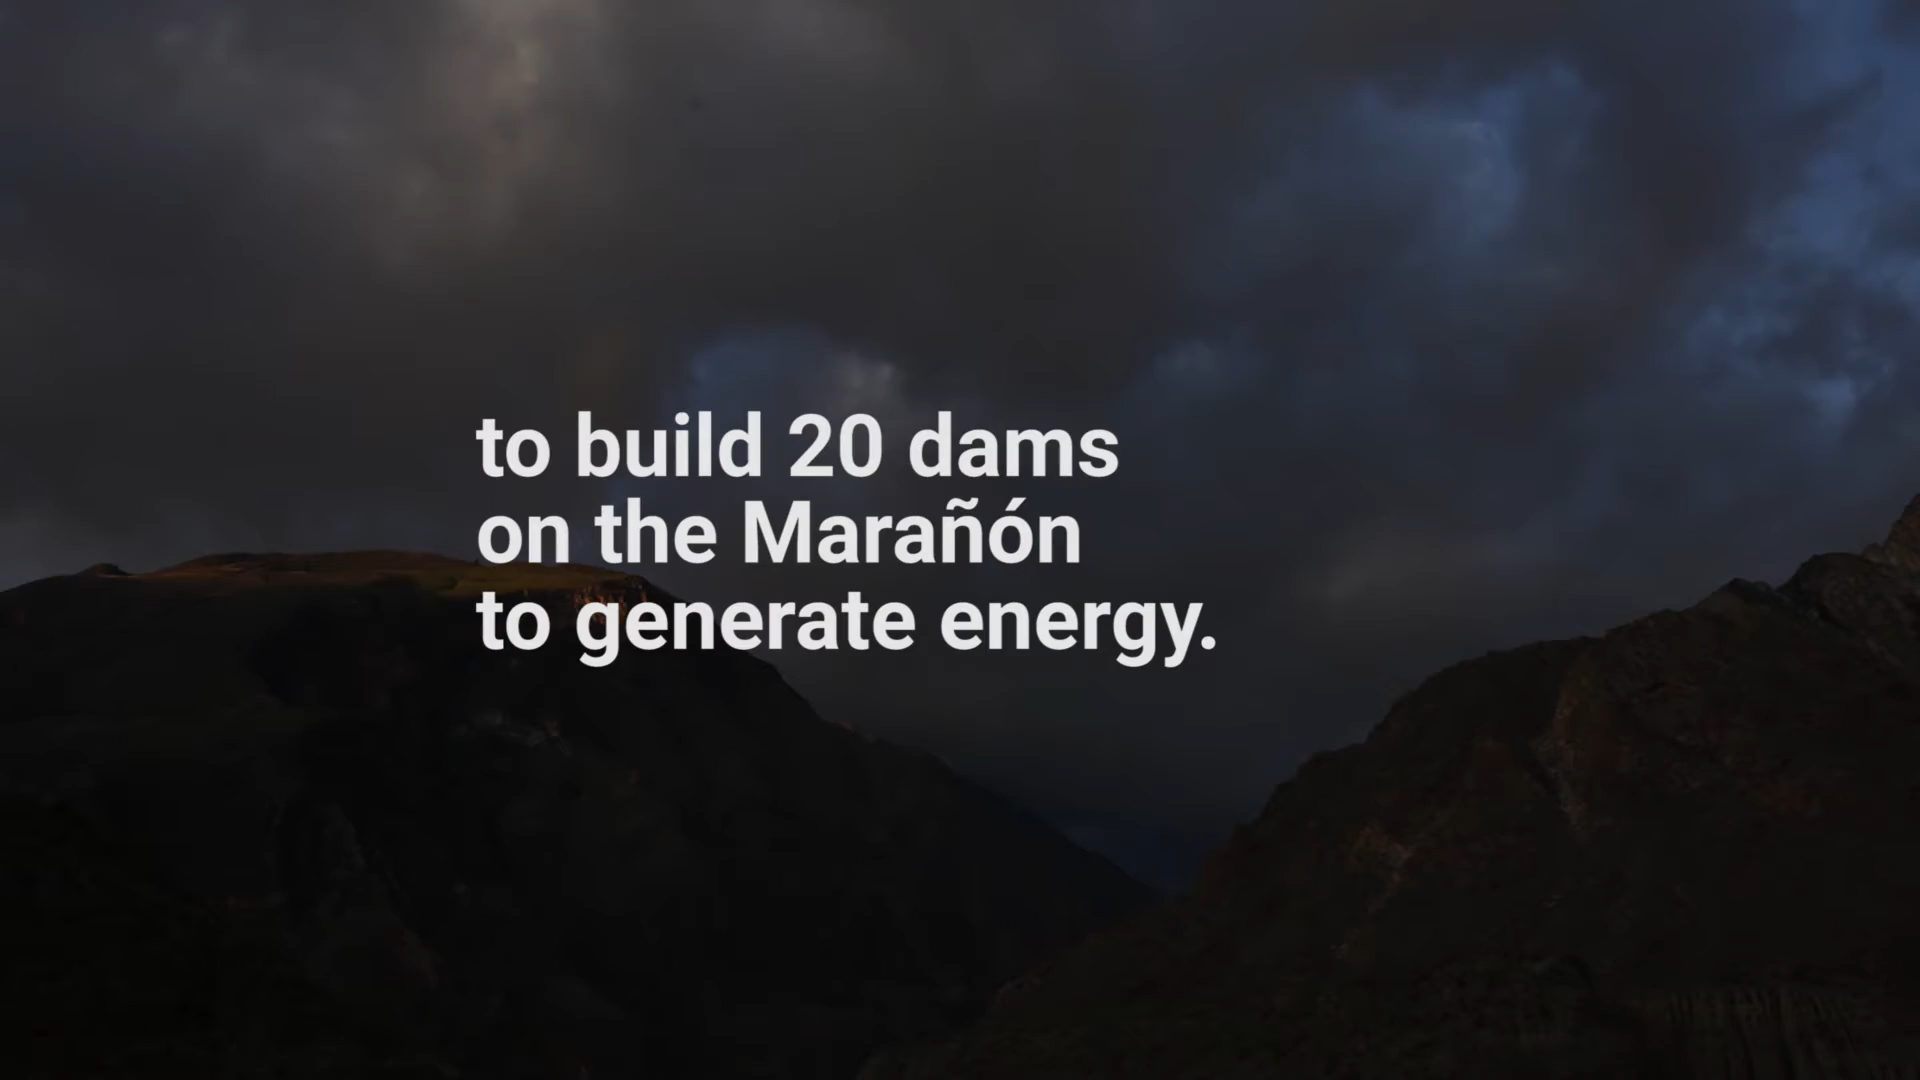 to build 20 dams
on the Marañón
to generate energy.